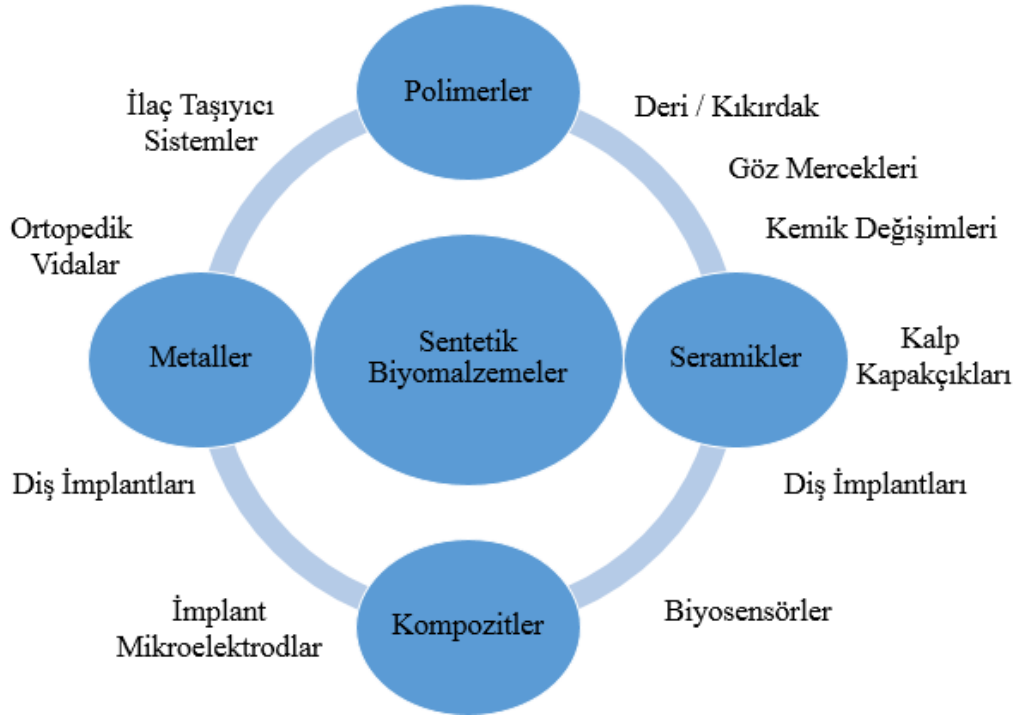 Polimerler
İlaç Taşıyıcı
Sistemler
Deri / Kıkırdak
Göz Mercekleri
Ortopedik
Vidalar
Kemik Değişimleri
Metaller
Sentetik
Biyomalzemeler
Seramikler
Kalp
Kapakçıkları
Diş İmplantları
Diş İmplantları
İmplant
Mikroelektrodlar
Kompozitler
Biyosensörler